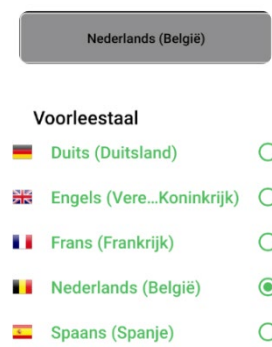 Nederlands (België)
Voorleestaal
Duits (Duitsland)
Engels (Vere...Koninkrijk)
Frans (Frankrijk)
Nederlands (België)
Spaans (Spanje)